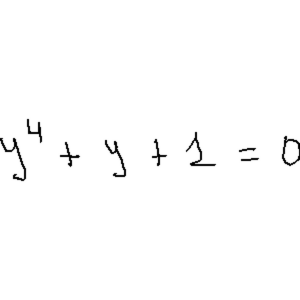 y⁴ + y + 1 = 0